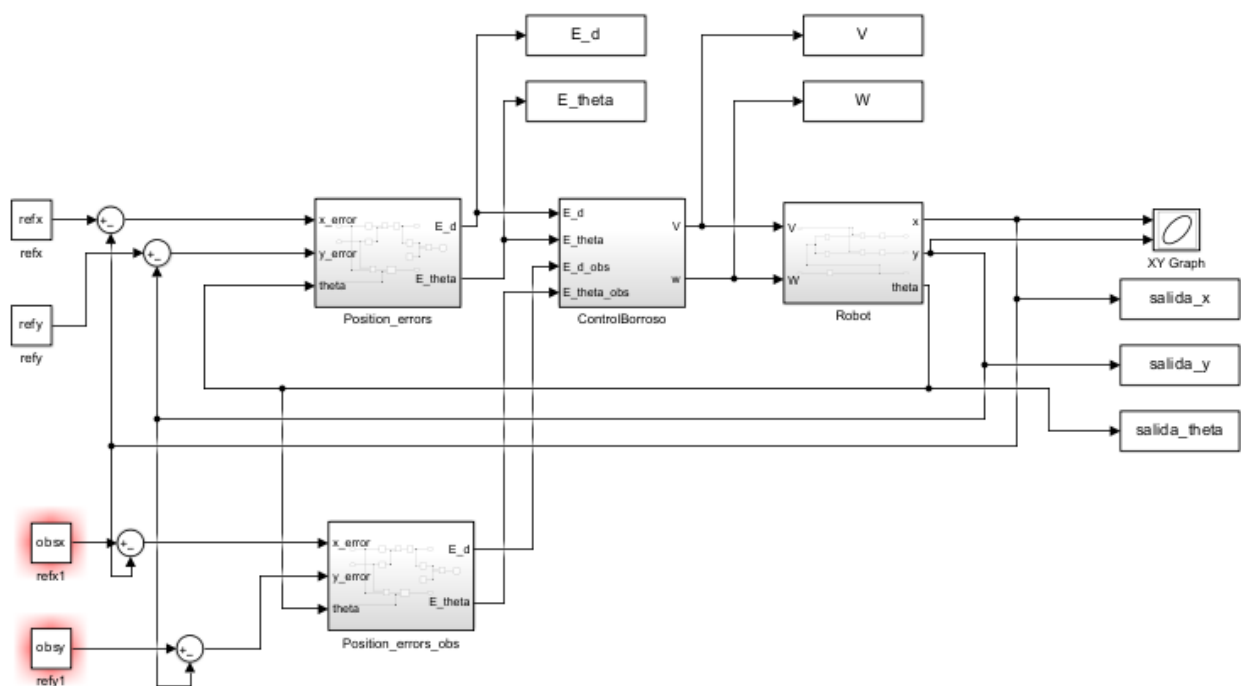 E_d
V
E_theta
W
refx
refx
+
-
x_error
y_error
theta
E_d
E_theta
Position_errors
E_d
E_theta
E_d_obs
E_theta_obs
V
w
ControlBorroso
V
W
x
y
theta
Robot
XY Graph
+
-
refy
refy
salida_x
salida_y
salida_theta
obsx
refx1
+
-
x_error
y_error
theta
E_d
E_theta
Position_errors_obs
obsy
refy1
+
-